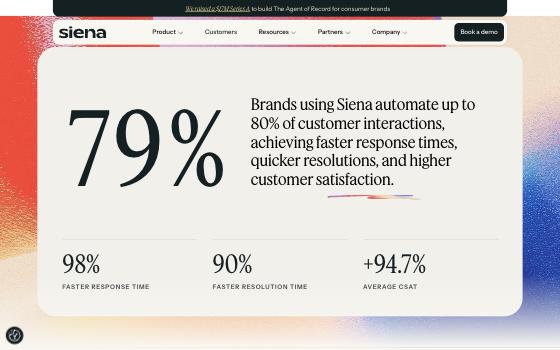 We raised a $17M Series A to build The Agent of Record for consumer brands
siena
Product
Customers
Resources
Partners
Company
Book a demo
79%
Brands using Siena automate up to
80% of customer interactions,
achieving faster response times,
quicker resolutions, and higher
customer satisfaction.
98%
FASTER RESPONSE TIME
90%
FASTER RESOLUTION TIME
+94.7%
AVERAGE CSAT